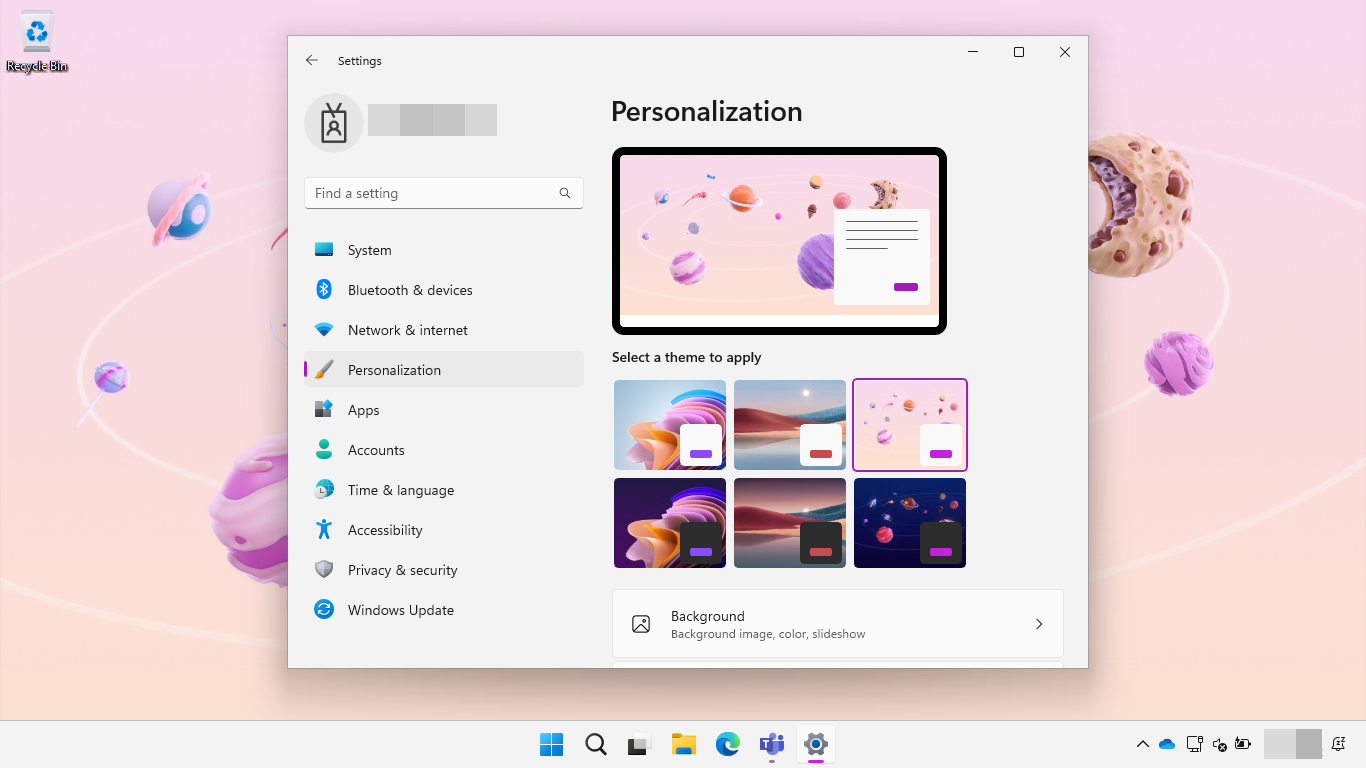 Recycle Bin
Settings
Find a setting
System
Bluetooth & devices
Network & internet
Personalization
Apps
Accounts
Time & language
Accessibility
Privacy & security
Windows Update
Personalization
Select a theme to apply
Background
Background image, color, slideshow